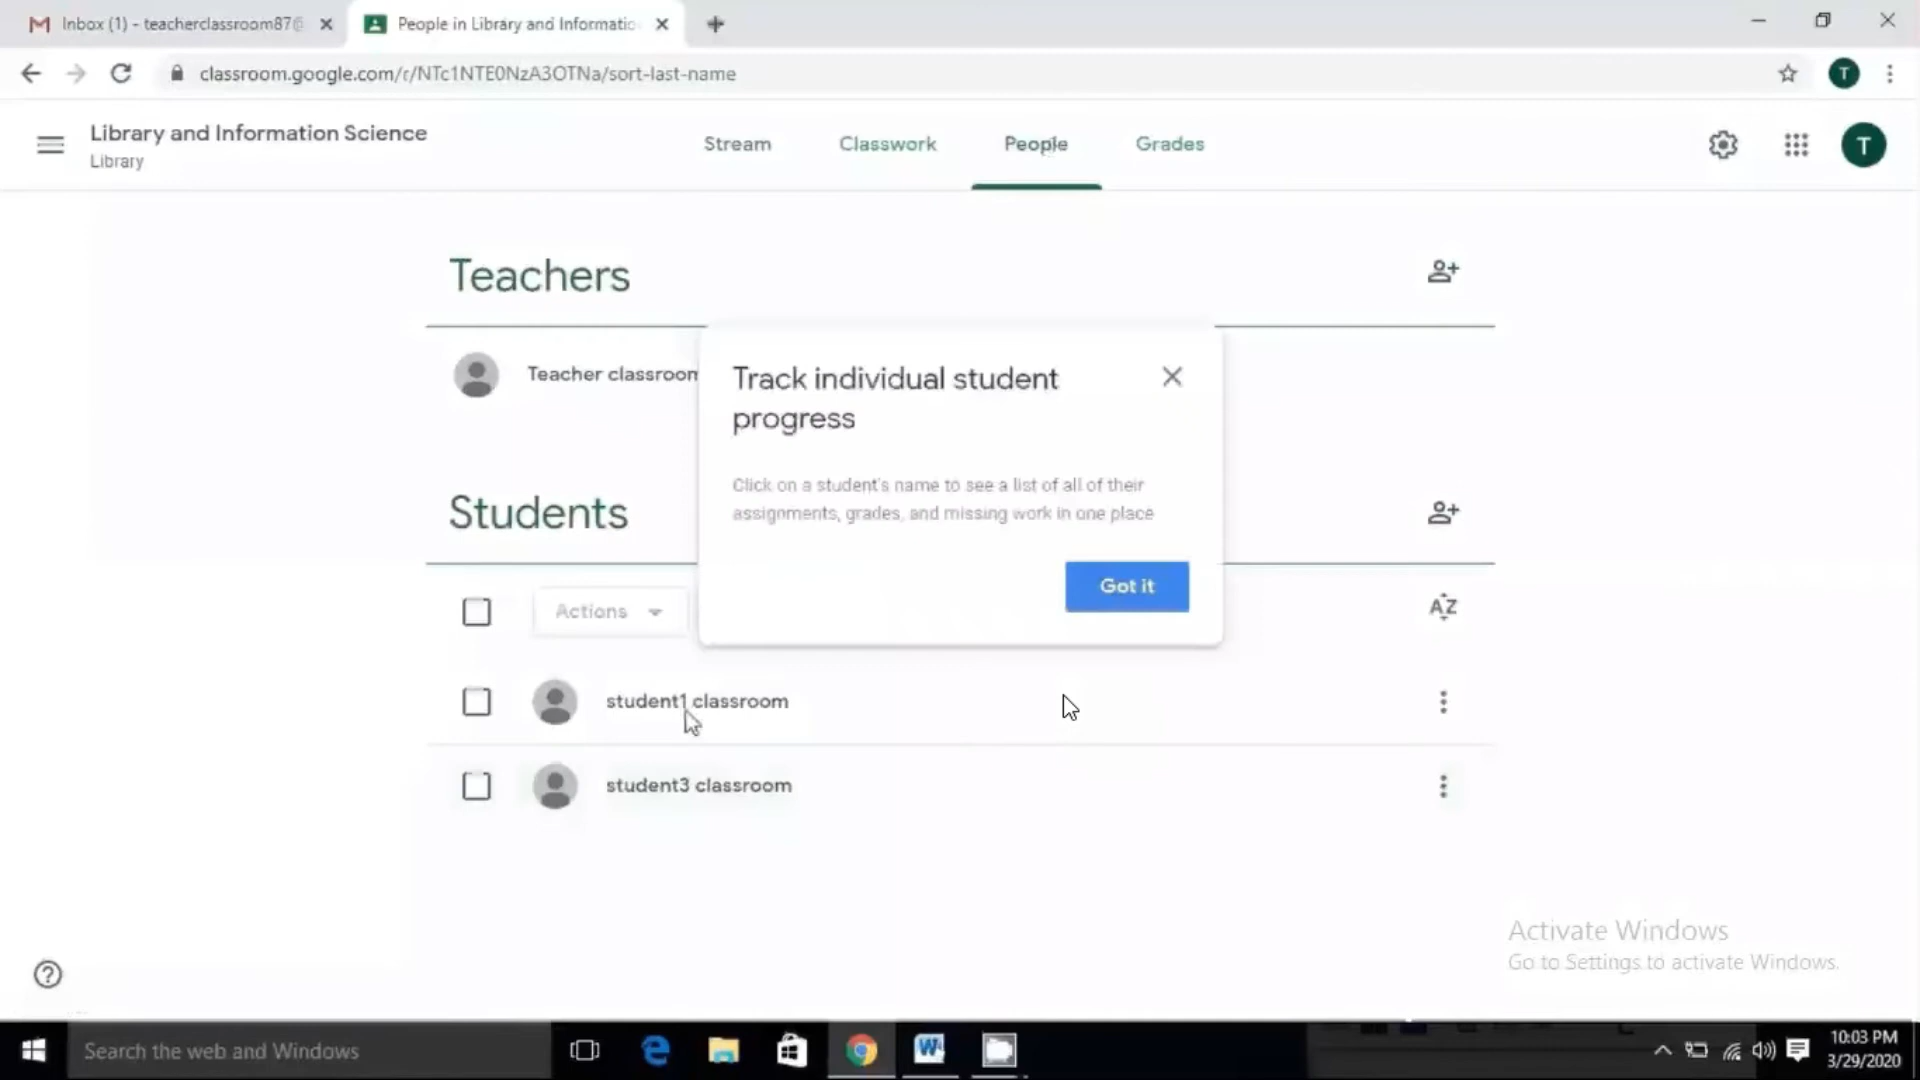 Inbox (1) - teacherclassroom87@
People in Library and Informatio
classroom.google.com/r/NTc1NTE0NzA3OTNa/sort-last-name
T
Library and Information Science
Library
Stream
Classwork
People
Grades
T
Teachers
Teacher classroom
Track individual student
progress
Click on a student's name to see a list of all of their
assignments, grades, and missing work in one place
Got it
Students
Actions
AZ
student1 classroom
student3 classroom
Activate Windows
Go to Settings to activate Windows.
Search the web and Windows
10:03 PM
3/29/2020